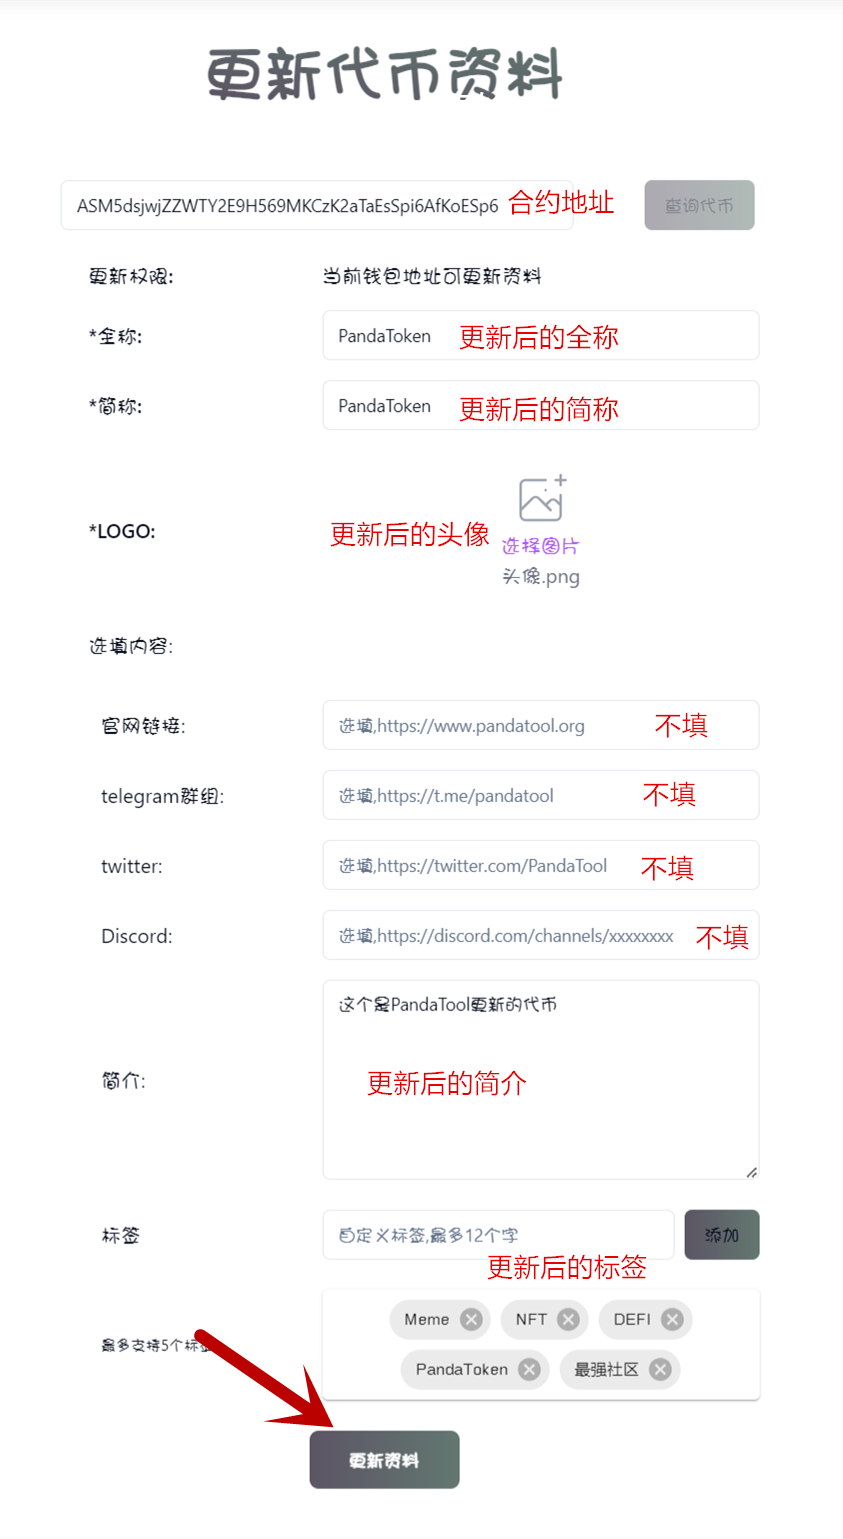 更新代币资料
ASM5dsjwjZZWTY2E9H569MKCzK2aTaEsSpi6AfKoESp6 合约地址 查询代币
更新权限: 当前钱包地址可更新资料
*全称: PandaToken 更新后的全称
*简称: PandaToken 更新后的简称
*LOGO: 更新后的头像 选择图片
头像.png
选填内容:
官网链接: 选填,https://www.pandatool.org 不填
telegram群组: 选填,https://t.me/pandatool 不填
twitter: 选填,https://twitter.com/PandaTool 不填
Discord: 选填,https://discord.com/channels/xxxxxxxx 不填
这个是PandaTool更新的代币
简介: 更新后的简介
标签 自定义标签,最多12个字 添加
更新后的标签
Meme NFT DEFI
最多支持5个标签
PandaToken 最强社区
更新资料